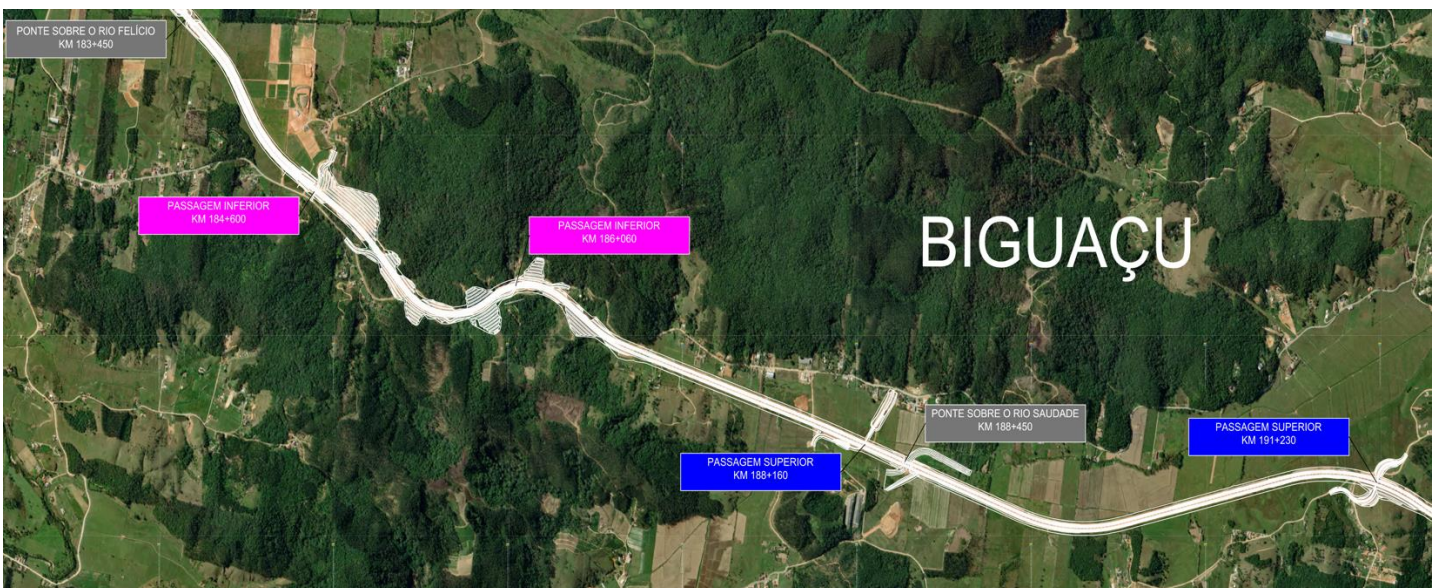 PONTE SOBRE O RIO FELÍCIO
KM 183+450
PASSAGEM INFERIOR
KM 184+600
PASSAGEM INFERIOR
KM 186+060
BIGUAÇU
PONTE SOBRE O RIO SAUDADE
KM 188+450
PASSAGEM SUPERIOR
KM 188+160
PASSAGEM SUPERIOR
KM 191+230